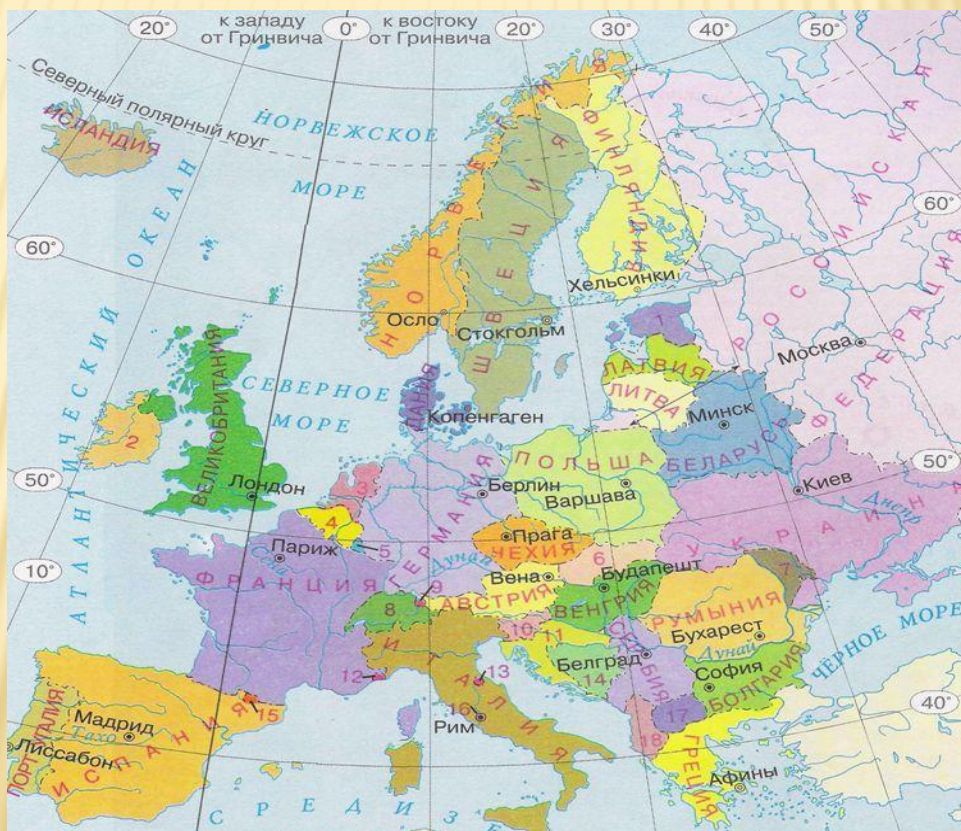 20°
к западу
от Гринвича
0°
к востоку
от Гринвича
20°
30°
40°
50°
Северный полярный круг
ИСЛАНДИЯ
НОРВЕЖСКОЕ
МОРЕ
АТЛАНТИЧЕСКИЙ ОКЕАН
НОРВЕГИЯ
ШВЕЦИЯ
ФИНЛЯНДИЯ
РОССИЙСКАЯ
ФЕДЕРАЦИЯ
60°
60°
Хельсинки
Осло
Стокгольм
1
Москва
ЛАТВИЯ
ЛИТВА
ВЕЛИКОБРИТАНИЯ
СЕВЕРНОЕ
МОРЕ
ДАНИЯ
Копенгаген
Минск
БЕЛАРУСЬ
2
50°
50°
Лондон
3
4
5
ГЕРМАНИЯ
Берлин
ПОЛЬША
Варшава
Киев
Днепр
УКРАИНА
Париж
Прага
ЧЕХИЯ
6
7
ФРАНЦИЯ
Дунай
Вена
Будапешт
10°
8
9
АВСТРИЯ
ВЕНГРИЯ
РУМЫНИЯ
10
11
Бухарест
Дунай
ЧЁРНОЕ МОРЕ
СЕРБИЯ
Белград
14
София
БОЛГАРИЯ
12
13
ИТАЛИЯ
15
16
Рим
17
18
40°
ПОРТУГАЛИЯ
Мадрид
Тахо
Лиссабон
ИСПАНИЯ
ГРЕЦИЯ
Афины
СРЕДИЗЕ